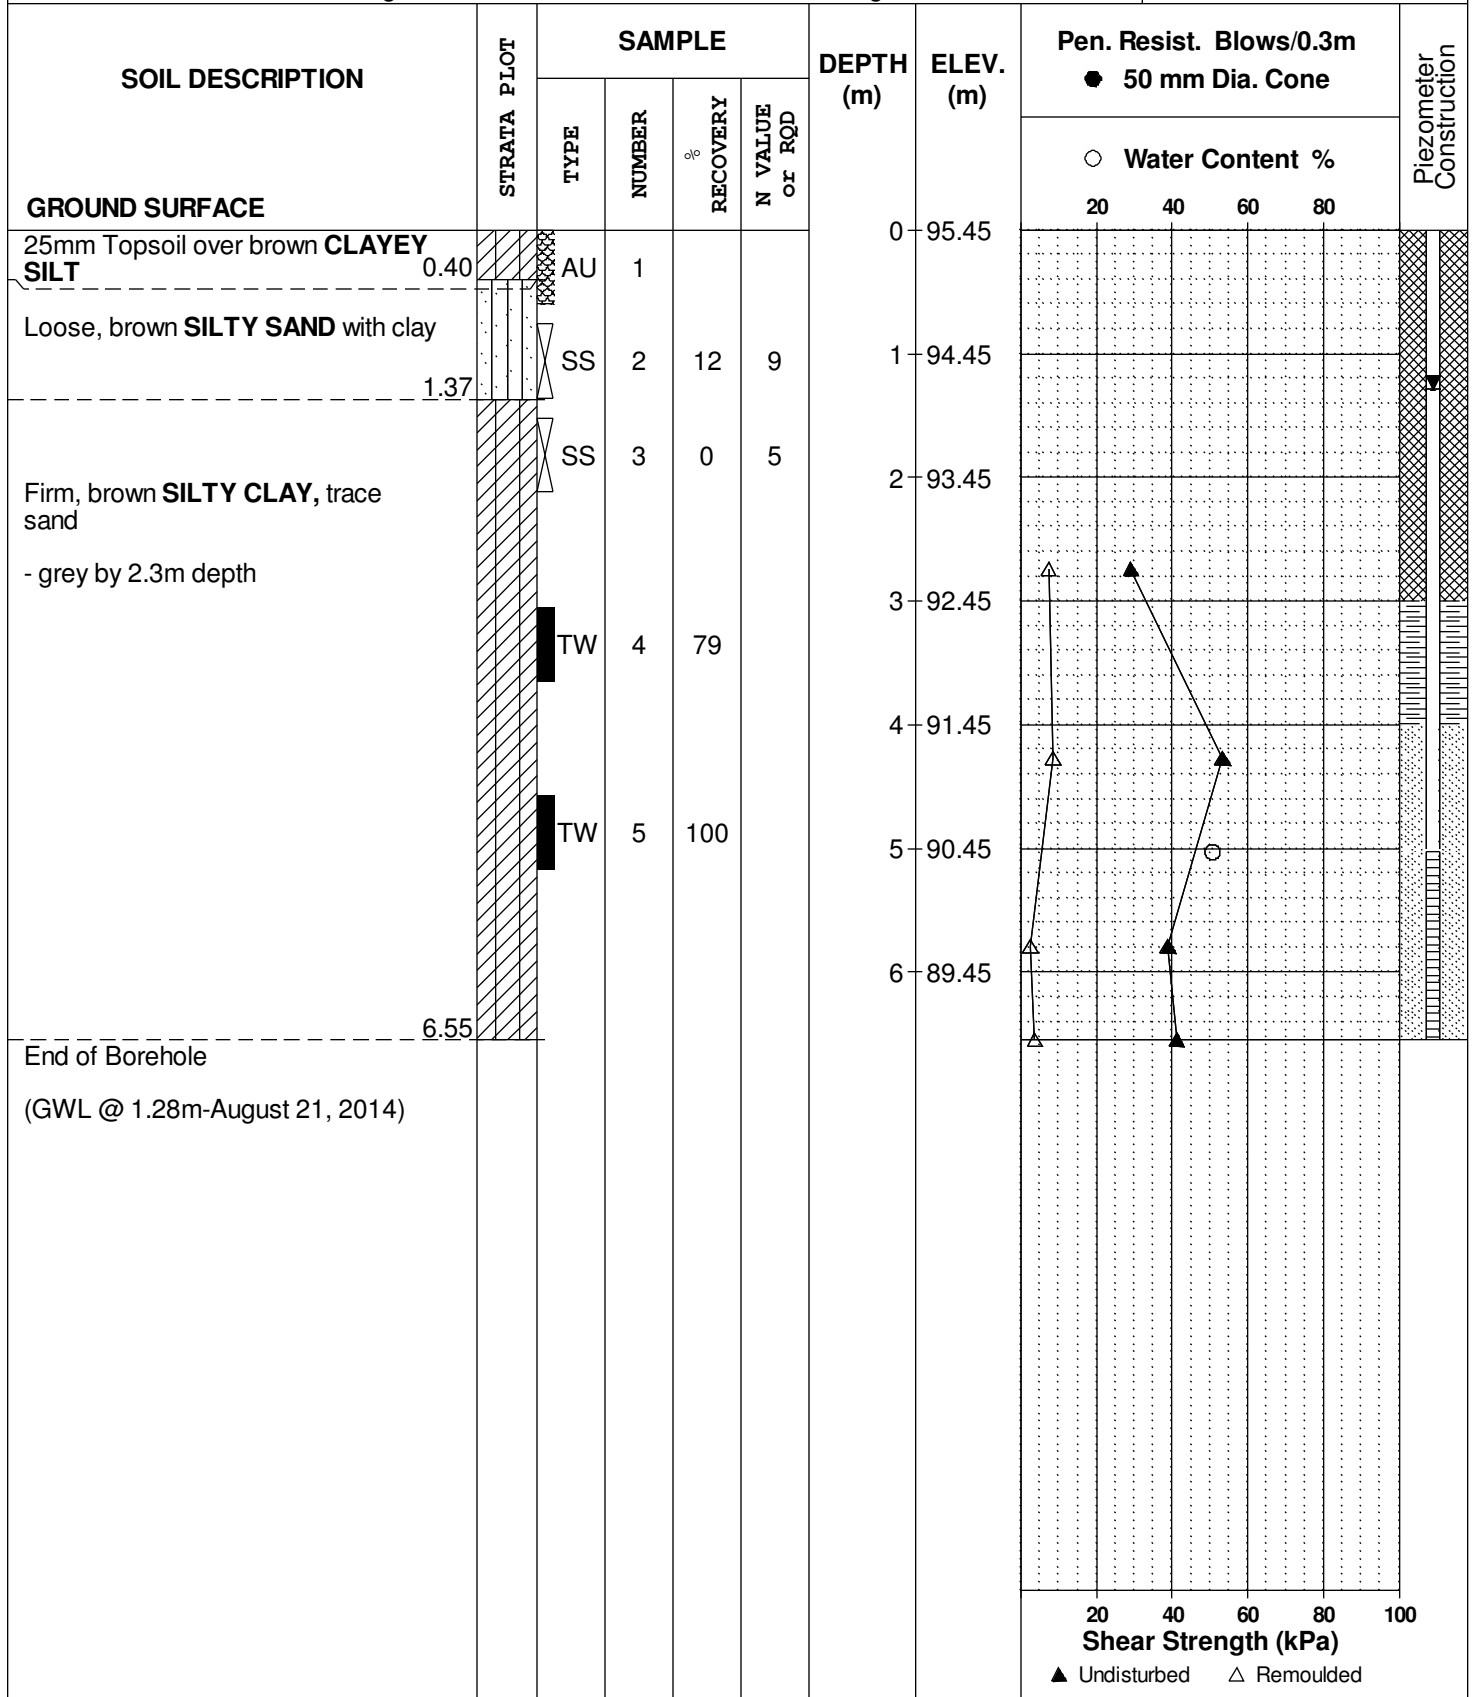 SOIL DESCRIPTION
GROUND SURFACE
STRATA PLOT
SAMPLE
TYPE
NUMBER
%
RECOVERY
N VALUE
or RQD
DEPTH
(m)
ELEV.
(m)
Pen. Resist. Blows/0.3m
● 50 mm Dia. Cone
○ Water Content %
20 40 60 80
Piezometer
Construction
25mm Topsoil over brown CLAYEY
SILT 0.40
AU 1
0 95.45
Loose, brown SILTY SAND with clay
SS 2 12 9
1 94.45
1.37
SS 3 0 5
2 93.45
Firm, brown SILTY CLAY, trace
sand
- grey by 2.3m depth
3 92.45
TW 4 79
4 91.45
TW 5 100
5 90.45
6 89.45
6.55
End of Borehole
(GWL @ 1.28m-August 21, 2014)
20 40 60 80 100
Shear Strength (kPa)
▲ Undisturbed △ Remoulded